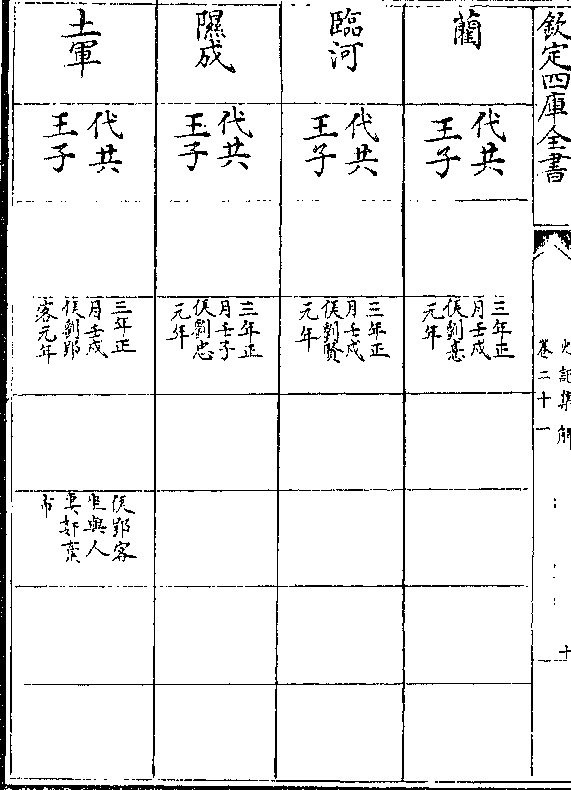 欽定四庫全書
史記集解
卷二十一
十
藺
代共
王子
三年正
月壬戌
侯劉憙
元年
臨河
代共
王子
三年正
月壬戌
侯劉賢
元年
隰成
代共
王子
三年正
月壬子
侯劉忠
元年
土軍
代共
王子
三年正
月壬戌
侯劉郢
客元年
侯郢客
坐與人
妻奸棄
市